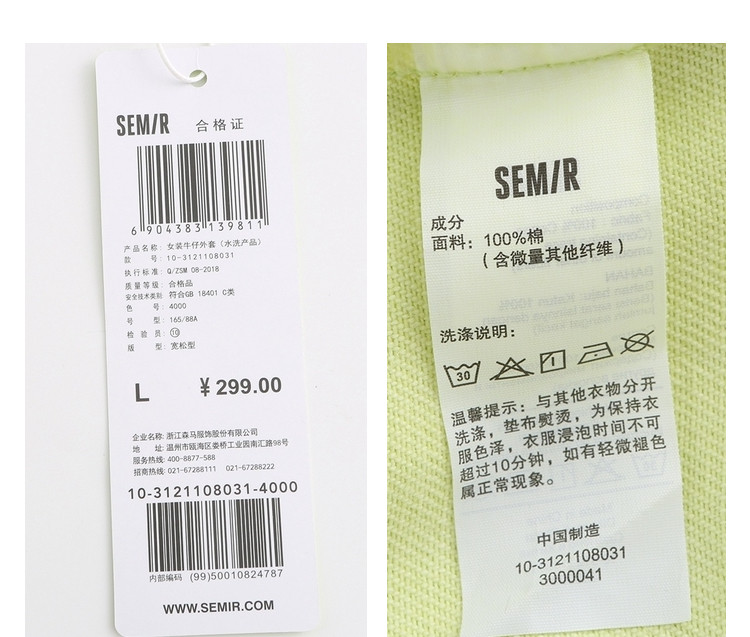 SEMIR 合格证
6 904383 139811
产品名称: 女装牛仔外套 (水洗产品)
款 号: 10-3121108031
执行标准: Q/ZSM 08-2018
质量等级: 合格品
安全技术类别: 符合GB 18401 C类
色 号: 4000
号 型: 165/88A
检 验 员: 10
版 型: 宽松型
L ¥299.00
企业名称: 浙江森马服饰股份有限公司
地 址: 温州市瓯海区娄桥工业园南汇路98号
服务热线: 400-8877-588
招商热线: 021-67288111 021-67288222
10-3121108031-4000
内部编码 (99)50010824787
WWW.SEMIR.COM
SEMIR
成分
面料: 100%棉
(含微量其他纤维)
洗涤说明:
30
温馨提示: 与其他衣物分开
洗涤, 垫布熨烫, 为保持衣
服色泽, 衣服浸泡时间不可
超过10分钟, 如有轻微褪色
属正常现象。
中国制造
10-3121108031
3000041